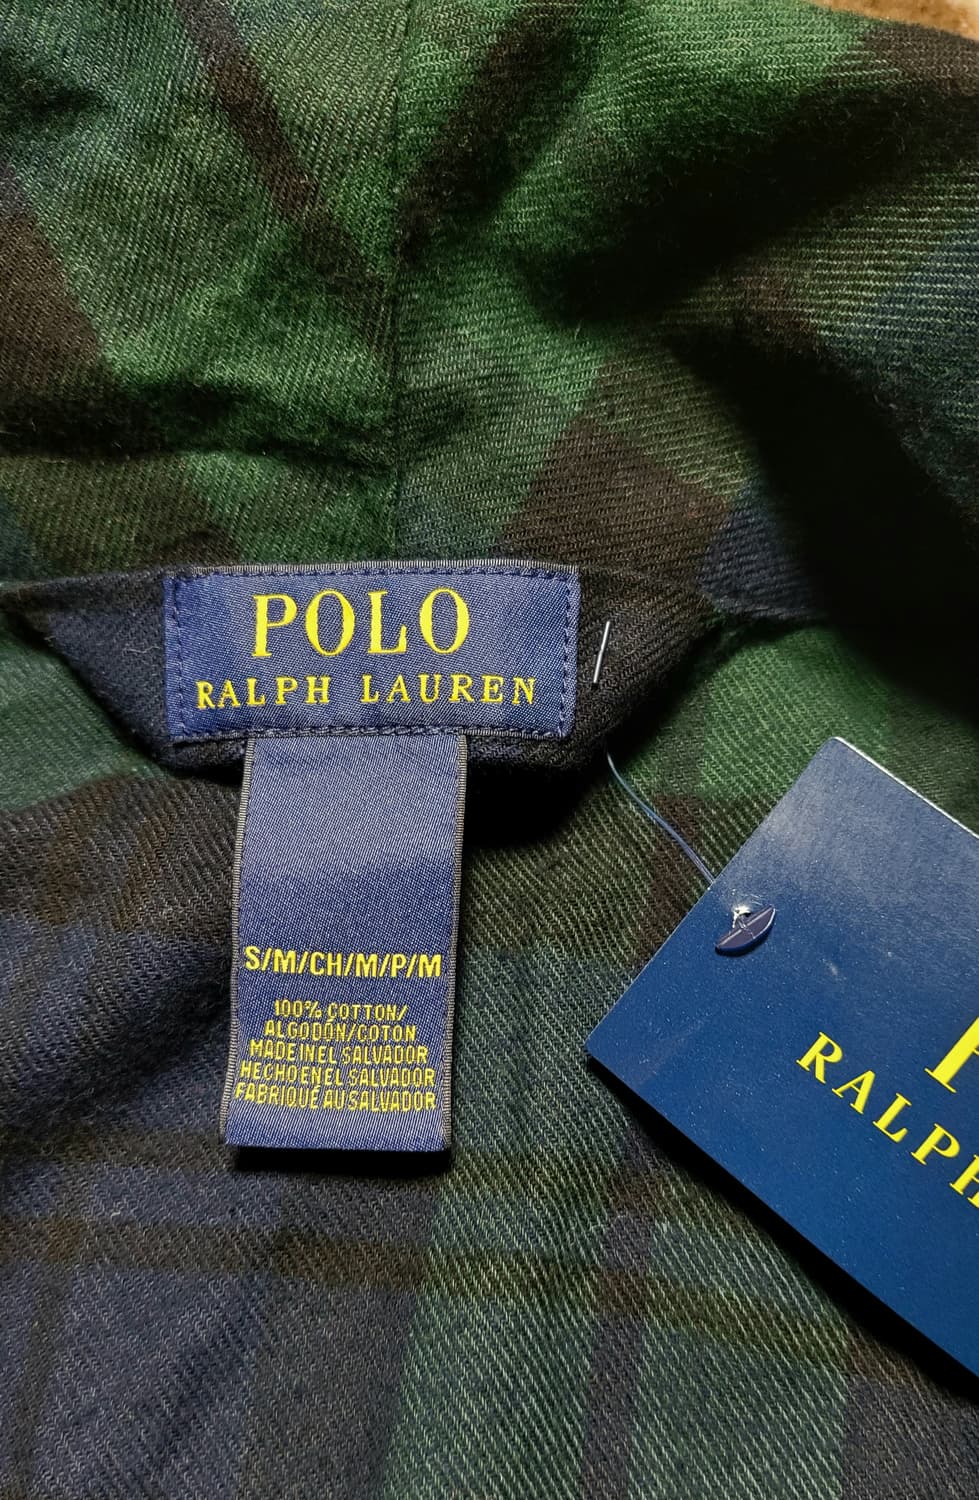 POLO
RALPH LAUREN
S/M/CH/M/P/M
100% COTTON/
ALGODÓN/COTON
MADE IN EL SALVADOR
HECHO EN EL SALVADOR
FABRIQUÉ AU SALVADOR
RALPH